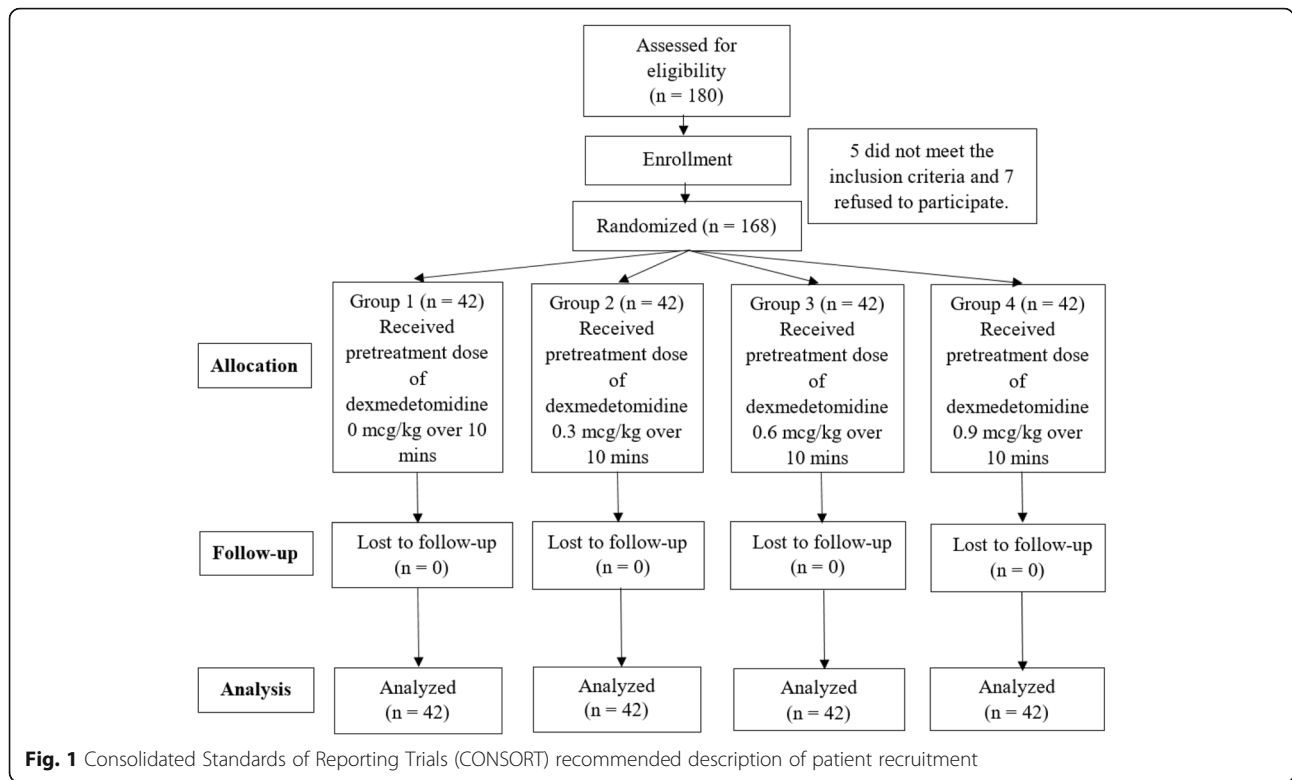 Assessed for
eligibility
(n = 180)
Enrollment
5 did not meet the
inclusion criteria and 7
refused to participate.
Randomized (n = 168)
Group 1 (n = 42)
Received
pretreatment dose
of
dexmedetomidine
0 mcg/kg over 10
mins
Group 2 (n = 42)
Received
pretreatment dose
of
dexmedetomidine
0.3 mcg/kg over
10 mins
Group 3 (n = 42)
Received
pretreatment dose
of
dexmedetomidine
0.6 mcg/kg over
10 mins
Group 4 (n = 42)
Received
pretreatment dose
of
dexmedetomidine
0.9 mcg/kg over
10 mins
Allocation
Follow-up
Lost to follow-up
(n = 0)
Lost to follow-up
(n = 0)
Lost to follow-up
(n = 0)
Lost to follow-up
(n = 0)
Analysis
Analyzed
(n = 42)
Analyzed
(n = 42)
Analyzed
(n = 42)
Analyzed
(n = 42)
Fig. 1 Consolidated Standards of Reporting Trials (CONSORT) recommended description of patient recruitment